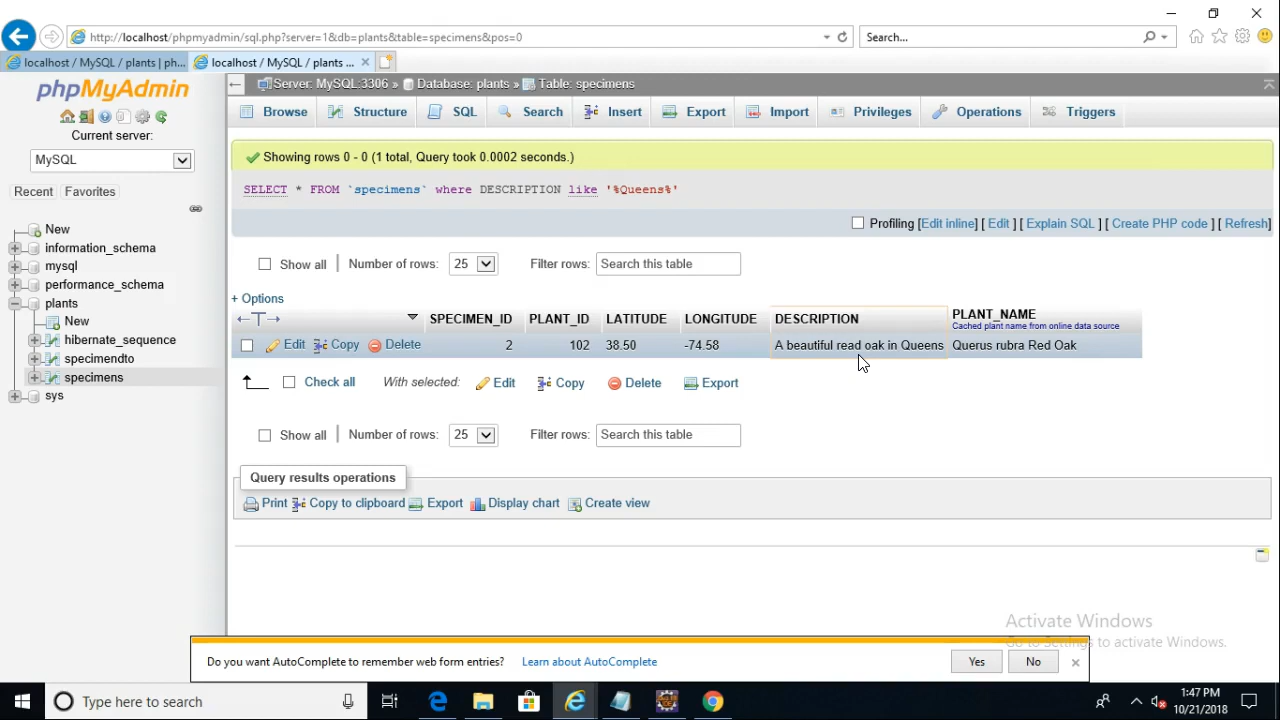 http://localhost/phpmyadmin/sql.php?server=1&db=plants&table=specimens&pos=0
Search...
localhost / MySQL / plants | ph...
localhost / MySQL / plants ...
phpMyAdmin
Current server:
MySQL
Recent Favorites
New
information_schema
mysql
performance_schema
plants
New
hibernate_sequence
specimendto
specimens
sys
Server: MySQL:3306 » Database: plants » Table: specimens
Browse Structure SQL Search Insert Export Import Privileges Operations Triggers
Showing rows 0 - 0 (1 total, Query took 0.0002 seconds.)
SELECT * FROM `specimens` where DESCRIPTION like '%Queens%'
Profiling [Edit inline] [ Edit ] [ Explain SQL ] [ Create PHP code ] [ Refresh]
Show all | Number of rows: 25 Filter rows: Search this table
+ Options
←T→ SPECIMEN_ID PLANT_ID LATITUDE LONGITUDE DESCRIPTION PLANT_NAME
Cached plant name from online data source
Edit Copy Delete 2 102 38.50 -74.58 A beautiful read oak in Queens Querus rubra Red Oak
Check all With selected: Edit Copy Delete Export
Show all | Number of rows: 25 Filter rows: Search this table
Query results operations
Print Copy to clipboard Export Display chart Create view
Activate Windows
Go to Settings to activate Windows.
Do you want AutoComplete to remember web form entries? Learn about AutoComplete Yes No
Type here to search
1:47 PM
10/21/2018